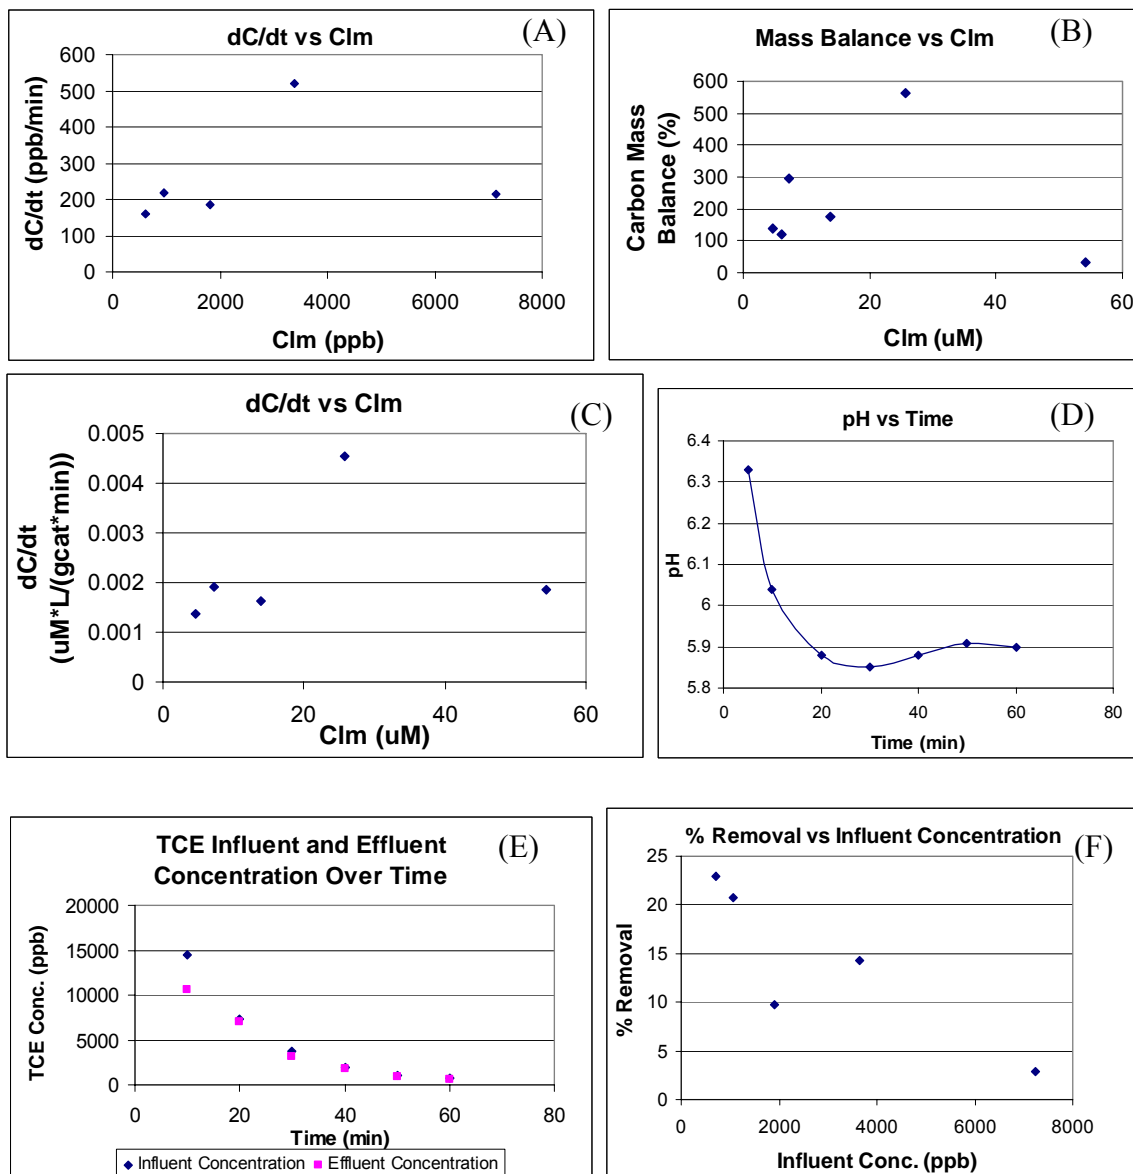 dC/dt vs Clm
(A)
dC/dt (ppb/min)
600
500
400
300
200
100
0
0 2000 4000 6000 8000
Clm (ppb)
Mass Balance vs Clm
(B)
Carbon Mass
Balance (%)
600
500
400
300
200
100
0
0 20 40 60
Clm (uM)
dC/dt vs Clm
(C)
dC/dt
(uM*L/(gcat*min))
0.005
0.004
0.003
0.002
0.001
0
0 20 40 60
Clm (uM)
pH vs Time
(D)
pH
6.4
6.3
6.2
6.1
6
5.9
5.8
0 20 40 60 80
Time (min)
TCE Influent and Effluent
Concentration Over Time
(E)
TCE Conc. (ppb)
20000
15000
10000
5000
0
0 20 40 60 80
Time (min)
Influent Concentration Effluent Concentration
% Removal vs Influent Concentration
(F)
% Removal
25
20
15
10
5
0
0 2000 4000 6000 8000
Influent Conc. (ppb)